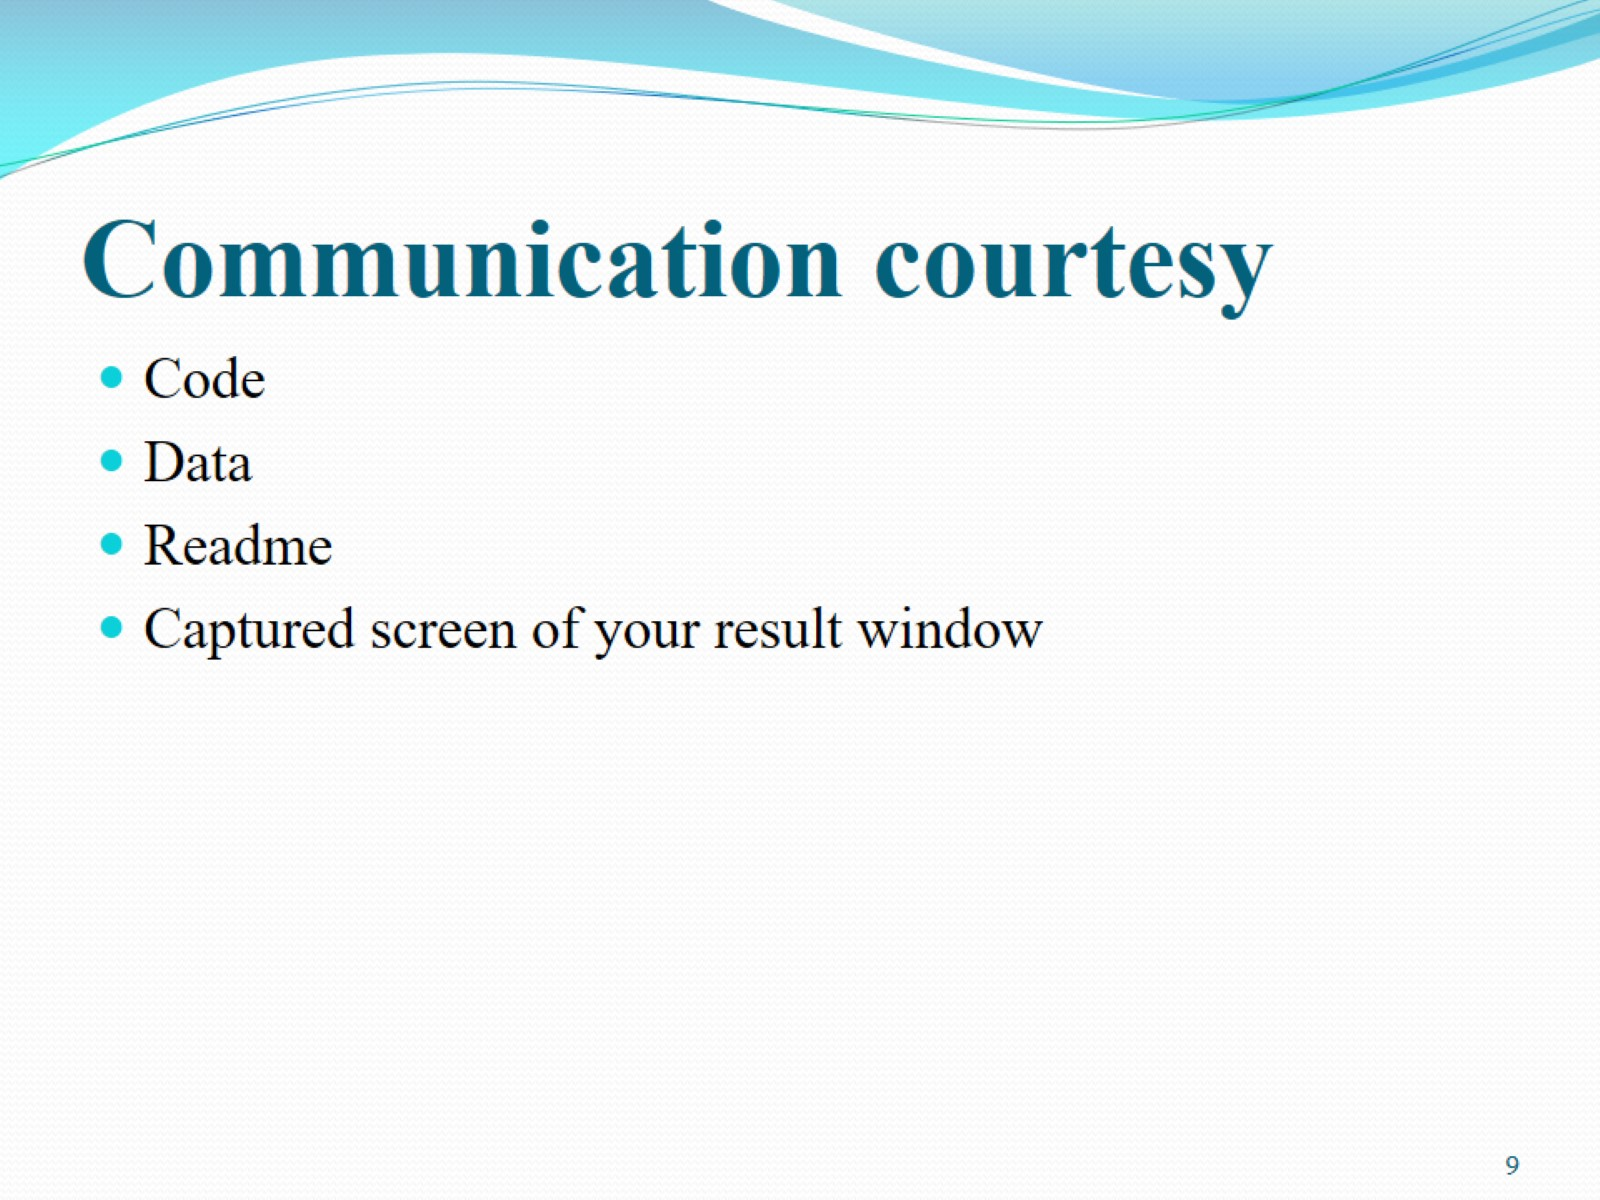 Communication courtesy
Code
Data
Readme
Captured screen of your result window
9